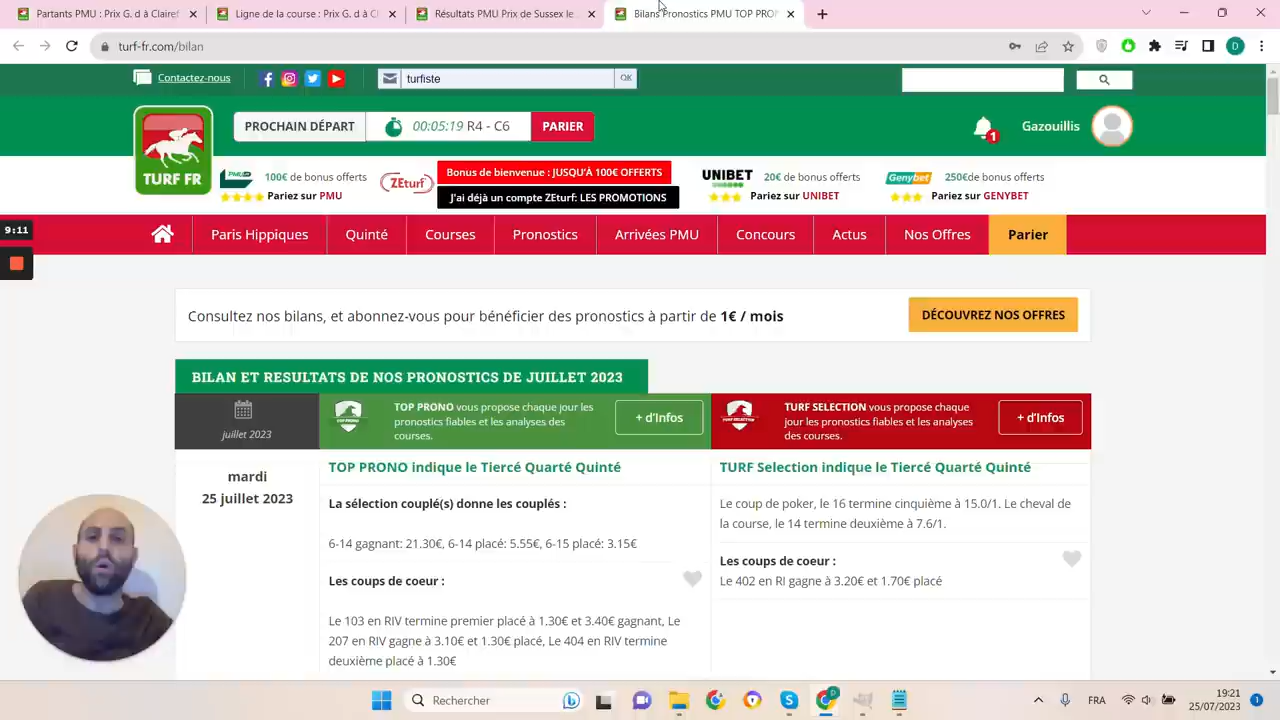 Partants PMU : Prix G. d à Cler
Ligne du jour : Quinté
Résultats PMU de Sussex le
Bilans Pronostics PMU TOP PRO
turf-fr.com/bilan
D
Contactez-nous
turfiste
OK
TURF FR
PROCHAIN DÉPART
00:05:19 R4 - C6
PARIER
1
Gazouillis
PMU
100€ de bonus offerts
Pariez sur PMU
ZEturf
Bonus de bienvenue : JUSQU'À 100€ OFFERTS
J'ai déjà un compte ZEturf: LES PROMOTIONS
UNIBET
20€ de bonus offerts
Pariez sur UNIBET
Genybet
250€de bonus offerts
Pariez sur GENYBET
9:11
Paris Hippiques
Quinté
Courses
Pronostics
Arrivées PMU
Concours
Actus
Nos Offres
Parier
Consultez nos bilans, et abonnez-vous pour bénéficier des pronostics à partir de 1€ / mois
DÉCOUVREZ NOS OFFRES
BILAN ET RESULTATS DE NOS PRONOSTICS DE JUILLET 2023
juillet 2023
TOP PRONO
TOP PRONO vous propose chaque jour les
pronostics fiables et les analyses des
courses.
+ d'Infos
TURF SELECTION
TURF SELECTION vous propose chaque
jour les pronostics fiables et les analyses
des courses.
+ d'Infos
mardi
25 juillet 2023
TOP PRONO indique le Tiercé Quarté Quinté
La sélection couplé(s) donne les couplés :
6-14 gagnant: 21.30€, 6-14 placé: 5.55€, 6-15 placé: 3.15€
Les coups de coeur :
Le 103 en RIV termine premier placé à 1.30€ et 3.40€ gagnant, Le
207 en RIV gagne à 3.10€ et 1.30€ placé, Le 404 en RIV termine
deuxième placé à 1.30€
TURF Selection indique le Tiercé Quarté Quinté
Le coup de poker, le 16 termine cinquième à 15.0/1. Le cheval de
la course, le 14 termine deuxième à 7.6/1.
Les coups de coeur :
Le 402 en RI gagne à 3.20€ et 1.70€ placé
Rechercher
D
FRA
19:21
25/07/2023
1